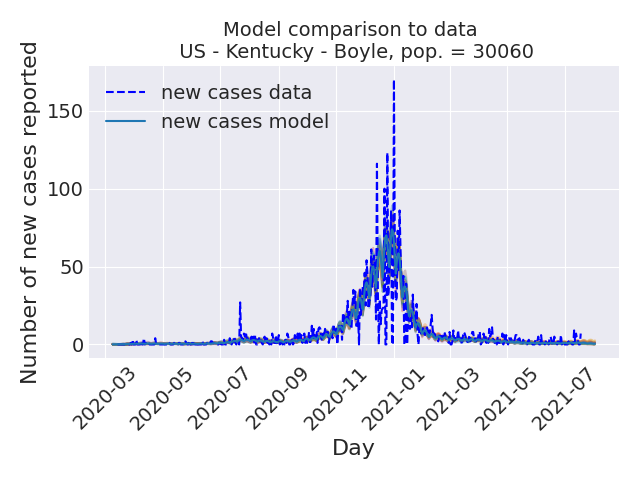 Model comparison to data
US - Kentucky - Boyle, pop. = 30060
Number of new cases reported
new cases data
new cases model
150
100
50
0
2020-03
2020-05
2020-07
2020-09
2020-11
2021-01
2021-03
2021-05
2021-07
Day